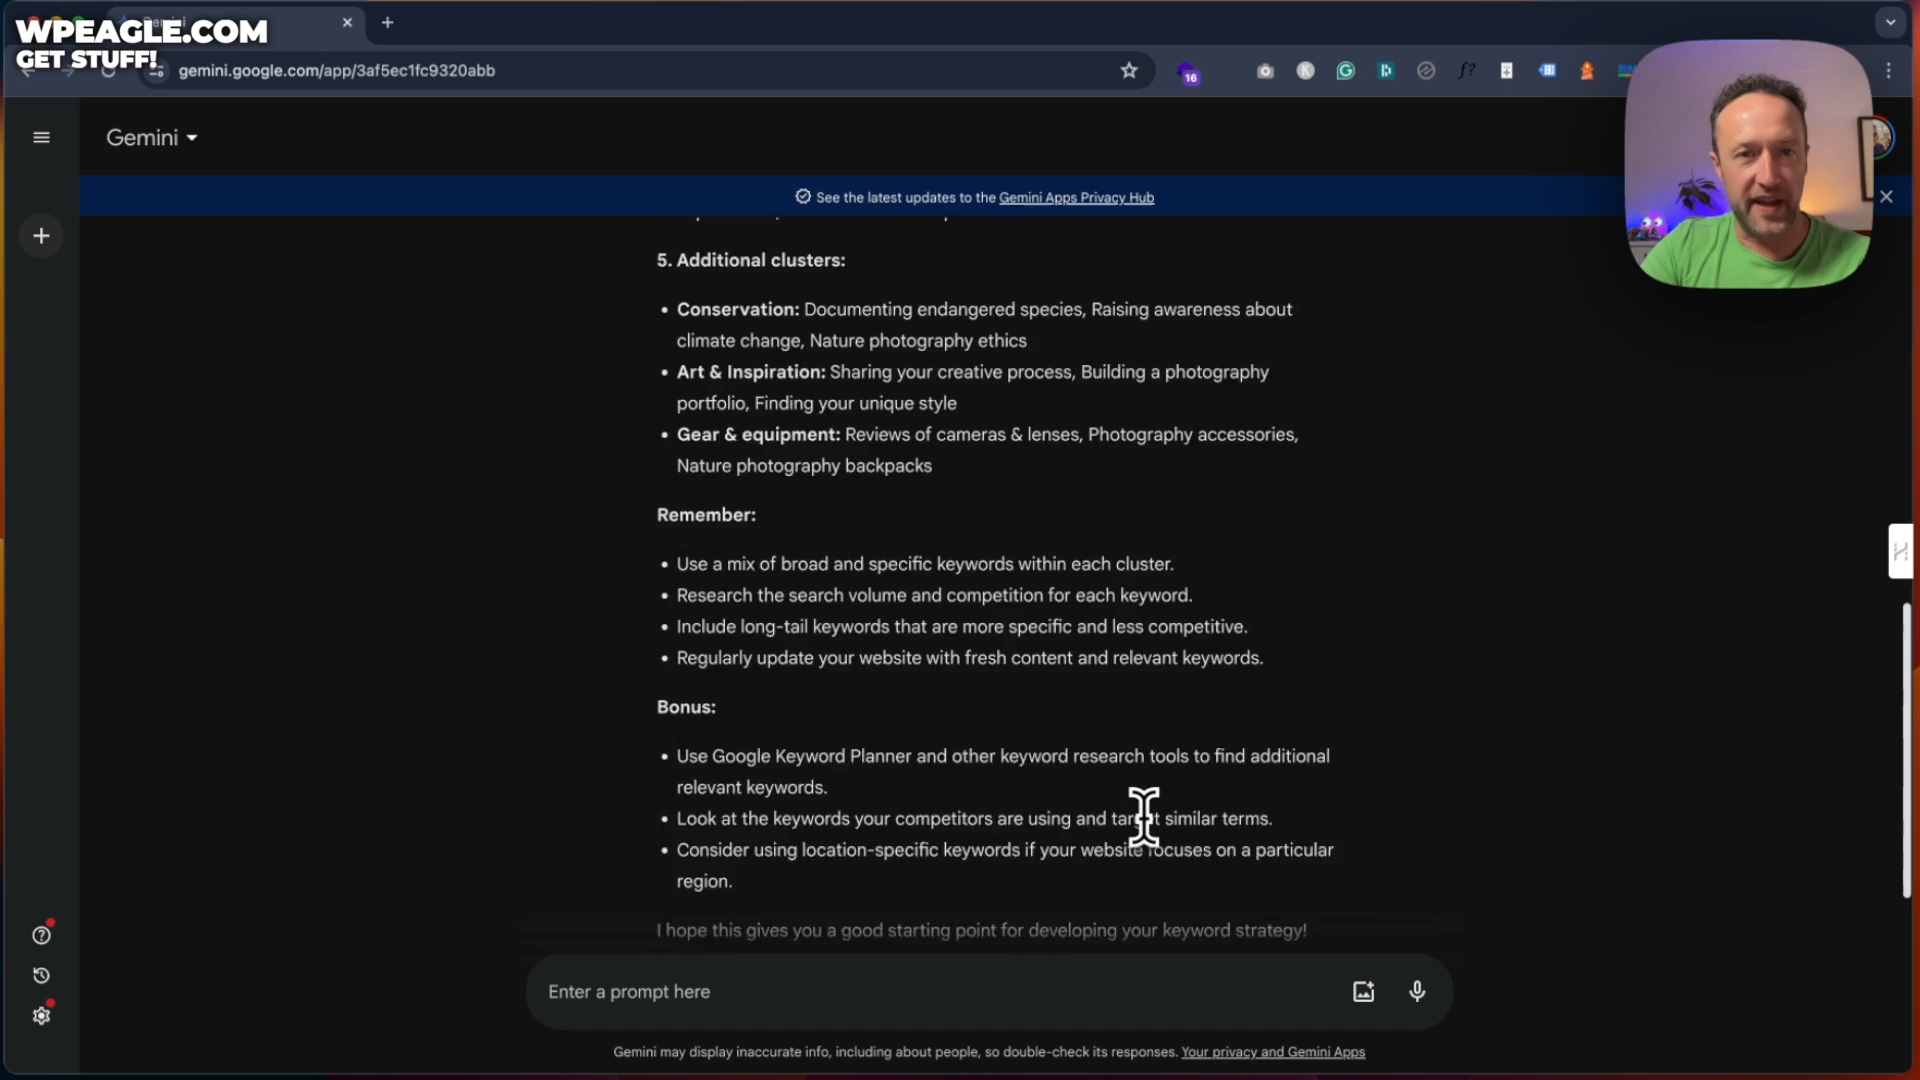 WPEAGLE.COM
GET STUFF!
gemini.google.com/app/3af5ec1fc9320abb
16
f?
Gemini
See the latest updates to the Gemini Apps Privacy Hub
5. Additional clusters:
• Conservation: Documenting endangered species, Raising awareness about
climate change, Nature photography ethics
• Art & Inspiration: Sharing your creative process, Building a photography
portfolio, Finding your unique style
• Gear & equipment: Reviews of cameras & lenses, Photography accessories,
Nature photography backpacks
Remember:
• Use a mix of broad and specific keywords within each cluster.
• Research the search volume and competition for each keyword.
• Include long-tail keywords that are more specific and less competitive.
• Regularly update your website with fresh content and relevant keywords.
Bonus:
• Use Google Keyword Planner and other keyword research tools to find additional
relevant keywords.
• Look at the keywords your competitors are using and target similar terms.
• Consider using location-specific keywords if your website focuses on a particular
region.
I hope this gives you a good starting point for developing your keyword strategy!
Enter a prompt here
Gemini may display inaccurate info, including about people, so double-check its responses. Your privacy and Gemini Apps